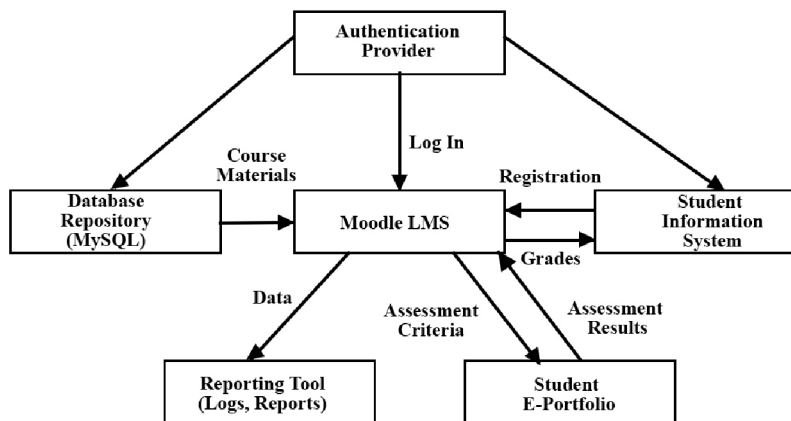 Authentication
Provider
Log In
Course
Materials
Registration
Database
Repository
(MySQL)
Moodle LMS
Student
Information
System
Grades
Data
Assessment
Criteria
Assessment
Results
Reporting Tool
(Logs, Reports)
Student
E-Portfolio